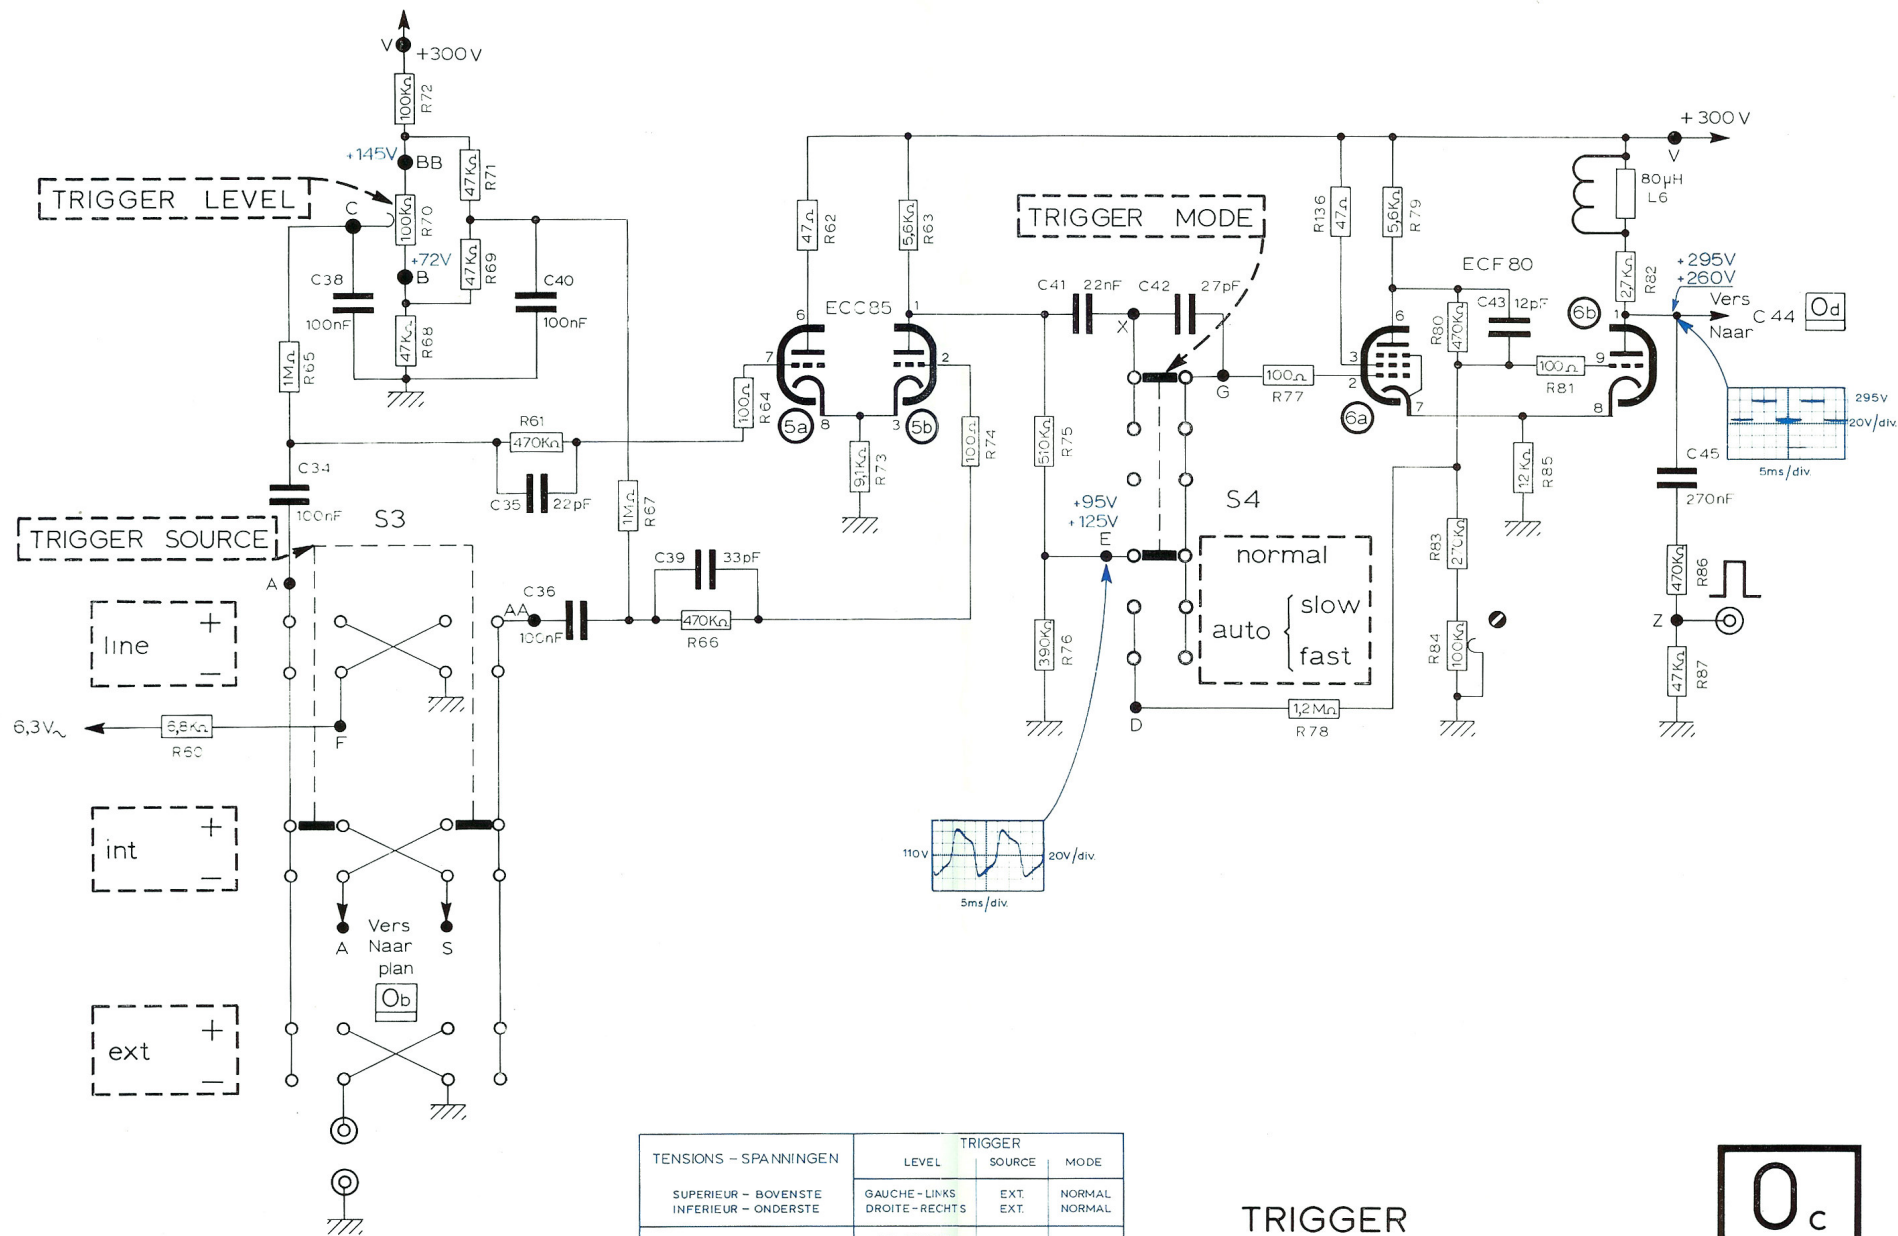 V
+300V
100KΩ
R72
+145V
BB
47KΩ
R71
TRIGGER LEVEL
C
100KΩ
R70
+72V
B
47KΩ
R69
C38
100nF
C40
100nF
47KΩ
R68
1MΩ
R65
+300V
V
47Ω
R62
5,6KΩ
R63
TRIGGER MODE
R136
47Ω
5,6KΩ
R79
80µH
L6
ECF80
2,7KΩ
R82
+295V
+260V
Vers
Naar
C44
Od
C41
22nF
C42
27pF
X
ECC85
6
1
7
2
8
3
5a
5b
100Ω
R64
9,1KΩ
R73
100Ω
R74
510KΩ
R75
G
100Ω
R77
6
3
2
7
6a
R80
470KΩ
C43
12pF
6b
1
9
8
100Ω
R81
12KΩ
R85
295V
20V/div.
5ms/div.
C45
270nF
R61
470KΩ
C35
22pF
C34
100nF
S3
TRIGGER SOURCE
1MΩ
R67
C39
33pF
470KΩ
R66
A
AA
C36
100nF
+95V
+125V
E
S4
normal
auto
slow
fast
390KΩ
R76
D
1,2MΩ
R78
R83
270KΩ
R84
100KΩ
470KΩ
R86
Z
47KΩ
R87
line
+
–
6,3V~
6,8KΩ
R60
F
int
+
–
A
Vers
Naar
plan
Ob
S
110V
20V/div.
5ms/div.
ext
+
–
TENSIONS – SPANNINGEN
TRIGGER
LEVEL
SOURCE
MODE
SUPERIEUR – BOVENSTE
GAUCHE – LINKS
EXT.
NORMAL
INFERIEUR – ONDERSTE
DROITE – RECHTS
EXT.
NORMAL
TRIGGER
Oc